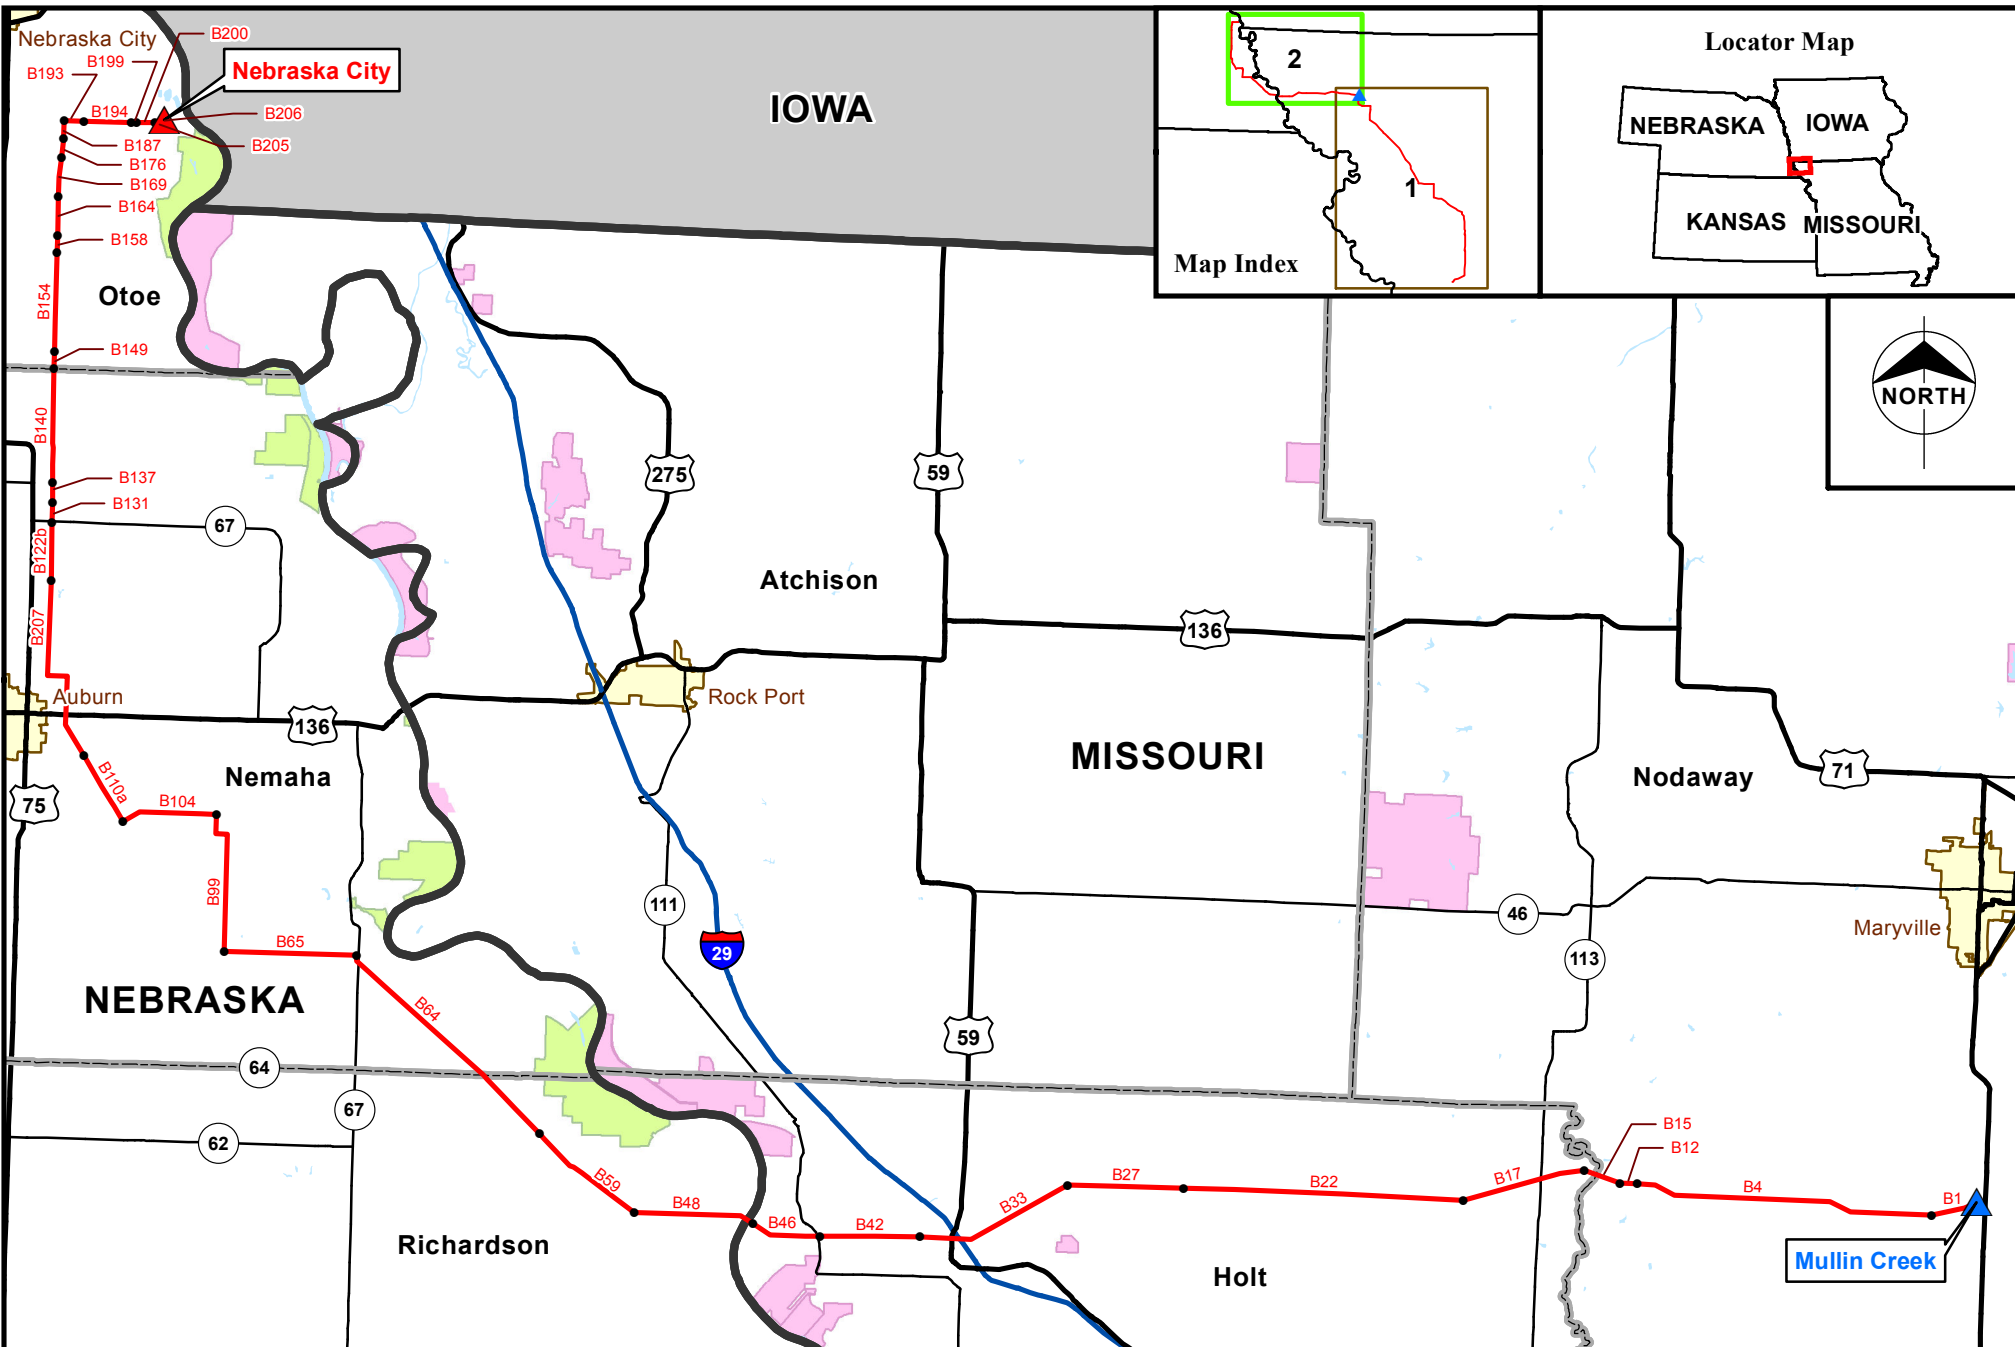 Nebraska City
B200
B199
B193
Nebraska City
B194
B206
B205
B187
B176
B169
B164
B158
Otoe
B154
B149
B140
B137
B131
67
B122b
B207
Auburn
136
75
Nemaha
B110a
B104
B99
B65
NEBRASKA
B64
64
67
62
B59
B48
Richardson
B46
B42
IOWA
275
59
Atchison
136
Rock Port
MISSOURI
Nodaway
71
111
29
46
Maryville
113
59
B33
B27
B22
B17
B15
B12
B4
B1
Mullin Creek
Holt
2
1
Map Index
Locator Map
NEBRASKA
IOWA
KANSAS
MISSOURI
NORTH